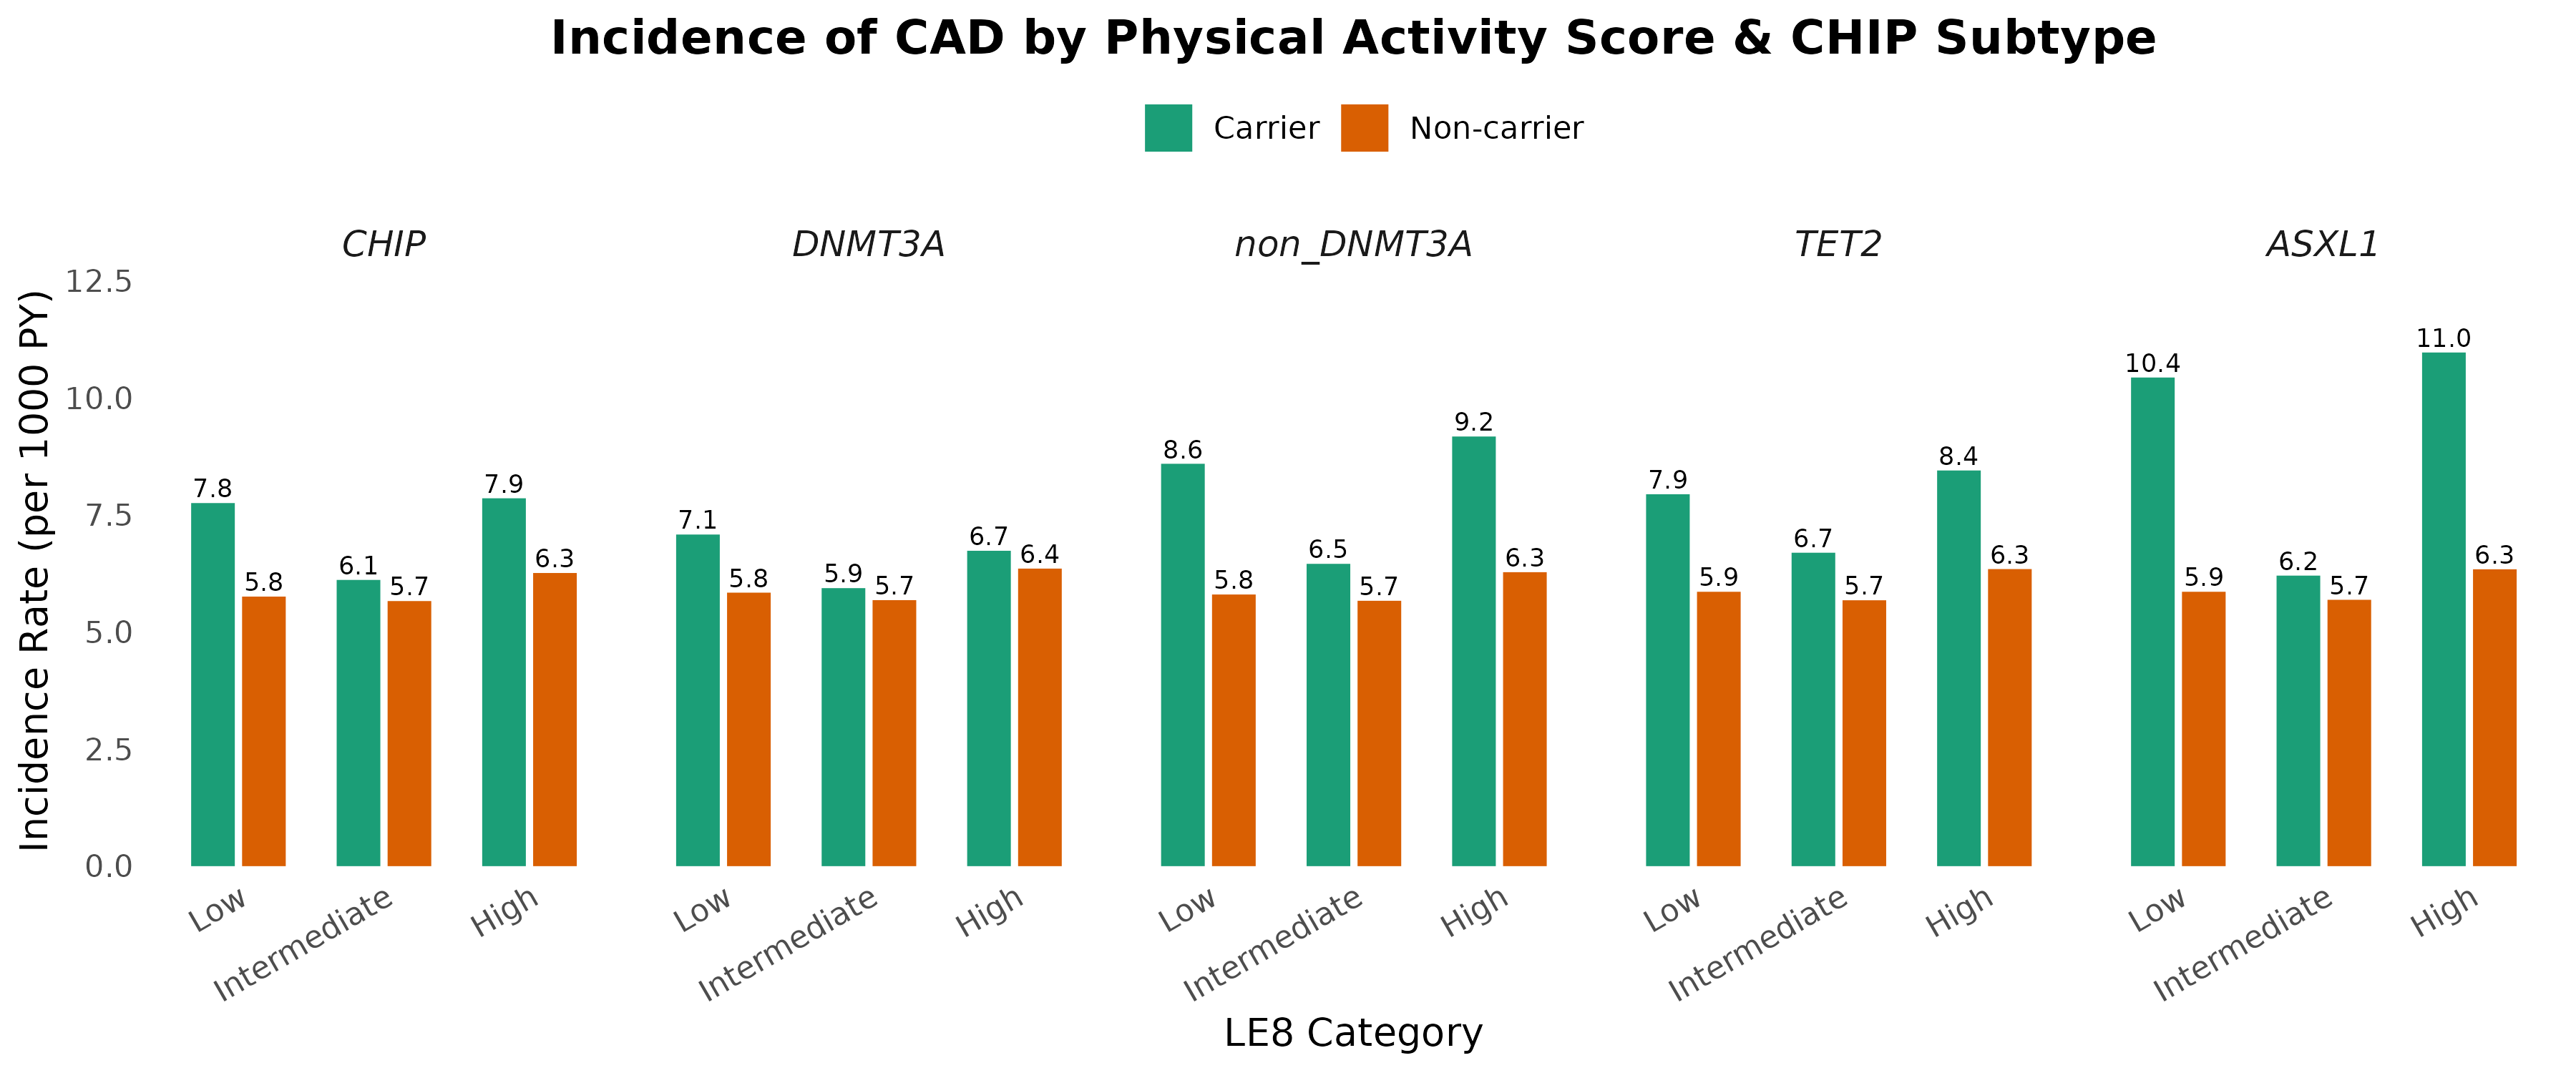 Incidence of CAD by Physical Activity Score & CHIP Subtype
Carrier Non-carrier
CHIP DNMT3A non_DNMT3A TET2 ASXL1
Incidence Rate (per 1000 PY)
12.5
10.0
7.5
5.0
2.5
0.0
7.8 5.8 6.1 5.7 7.9 6.3
7.1 5.8 5.9 5.7 6.7 6.4
8.6 5.8 6.5 5.7 9.2 6.3
7.9 5.9 6.7 5.7 8.4 6.3
10.4 5.9 6.2 5.7 11.0 6.3
Low Intermediate High
Low Intermediate High
Low Intermediate High
Low Intermediate High
Low Intermediate High
LE8 Category